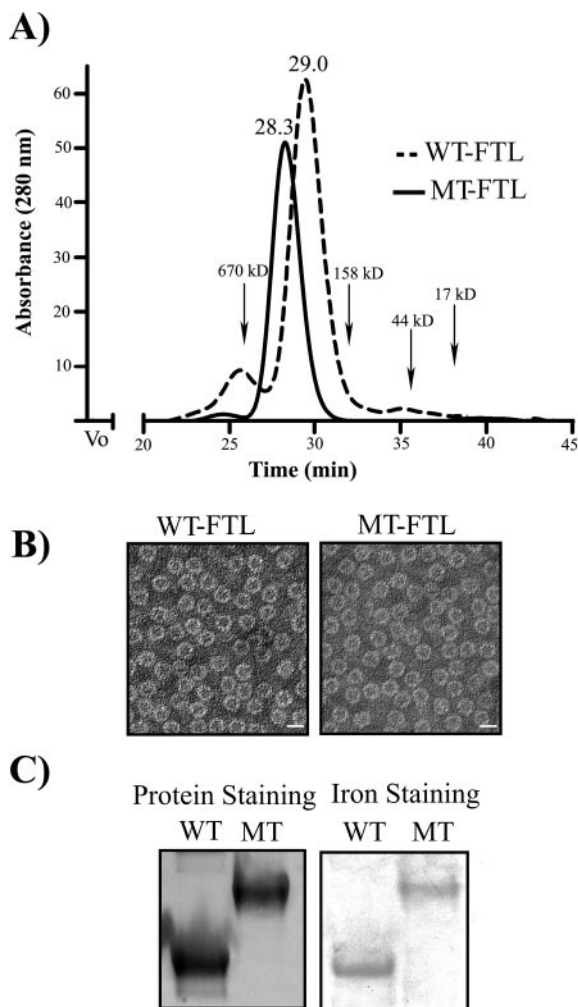 A)
29.0
28.3
WT-FTL
MT-FTL
Absorbance (280 nm)
60
50
40
30
20
10
670 kD
158 kD
44 kD
17 kD
Vo
20 25 30 35 40 45
Time (min)
B)
WT-FTL MT-FTL
C)
Protein Staining Iron Staining
WT MT WT MT